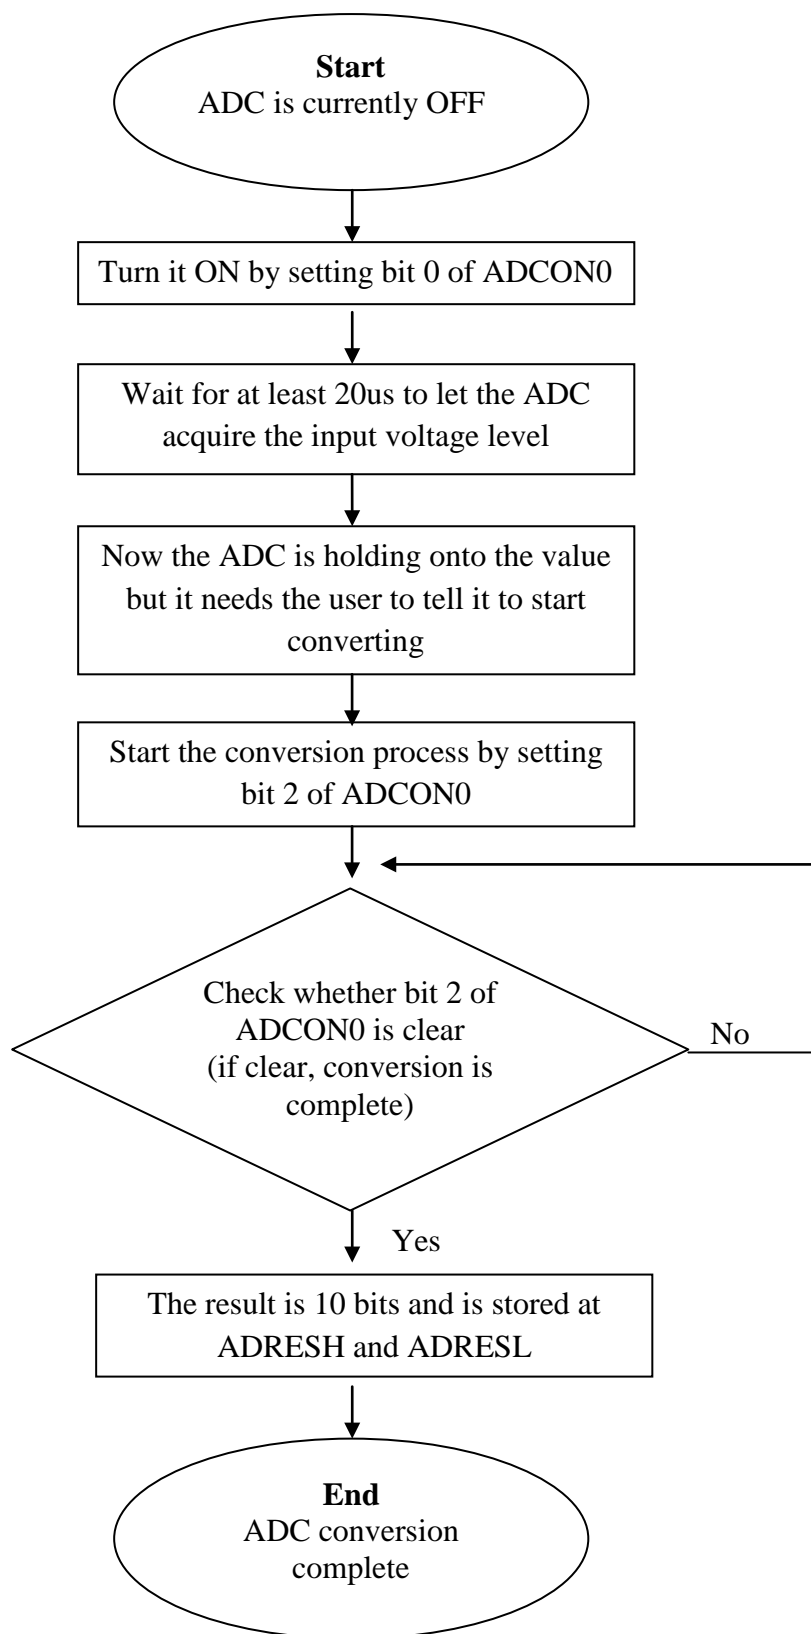 Start
ADC is currently OFF
Turn it ON by setting bit 0 of ADCON0
Wait for at least 20us to let the ADC
acquire the input voltage level
Now the ADC is holding onto the value
but it needs the user to tell it to start
converting
Start the conversion process by setting
bit 2 of ADCON0
Check whether bit 2 of
ADCON0 is clear
(if clear, conversion is
complete)
No
Yes
The result is 10 bits and is stored at
ADRESH and ADRESL
End
ADC conversion
complete